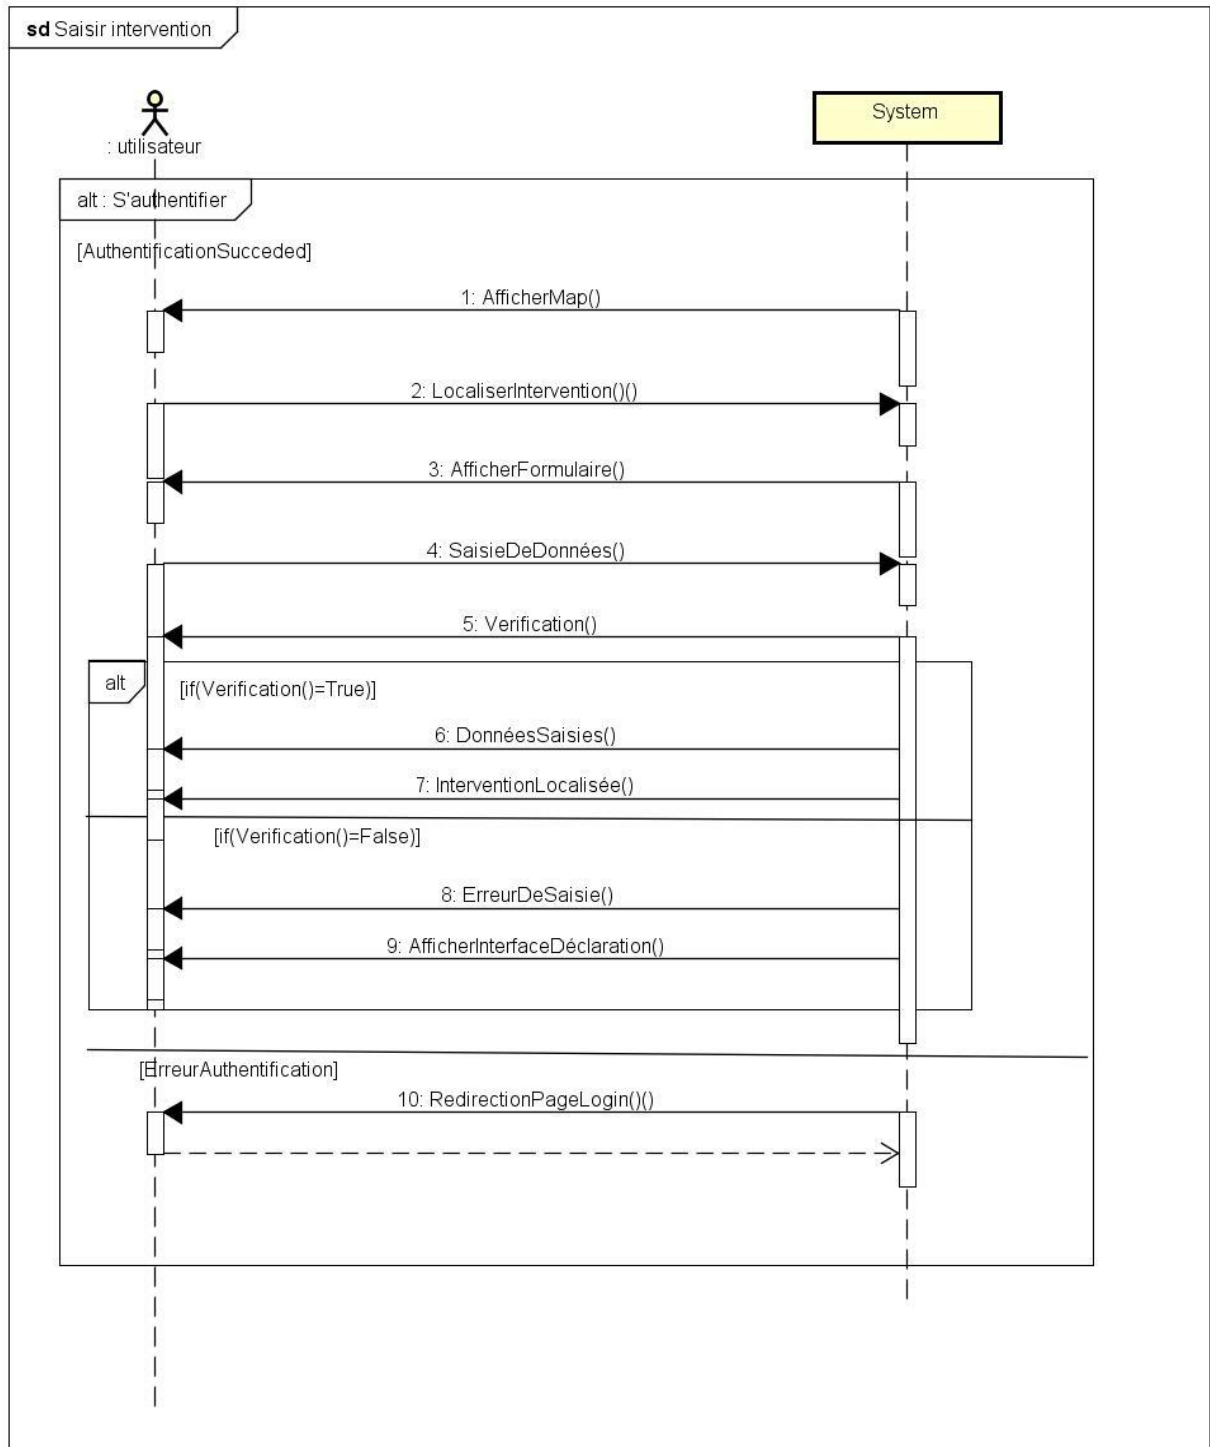 sd Saisir intervention
System
: utilisateur
alt : S'authentifier
[AuthentificationSucceded]
1: AfficherMap()
2: LocaliserIntervention()()
3: AfficherFormulaire()
4: SaisieDeDonnées()
5: Verification()
alt
[if(Verification()=True)]
6: DonnéesSaisies()
7: InterventionLocalisée()
[if(Verification()=False)]
8: ErreurDeSaisie()
9: AfficherInterfaceDéclaration()
[ErreurAuthentification]
10: RedirectionPageLogin()()